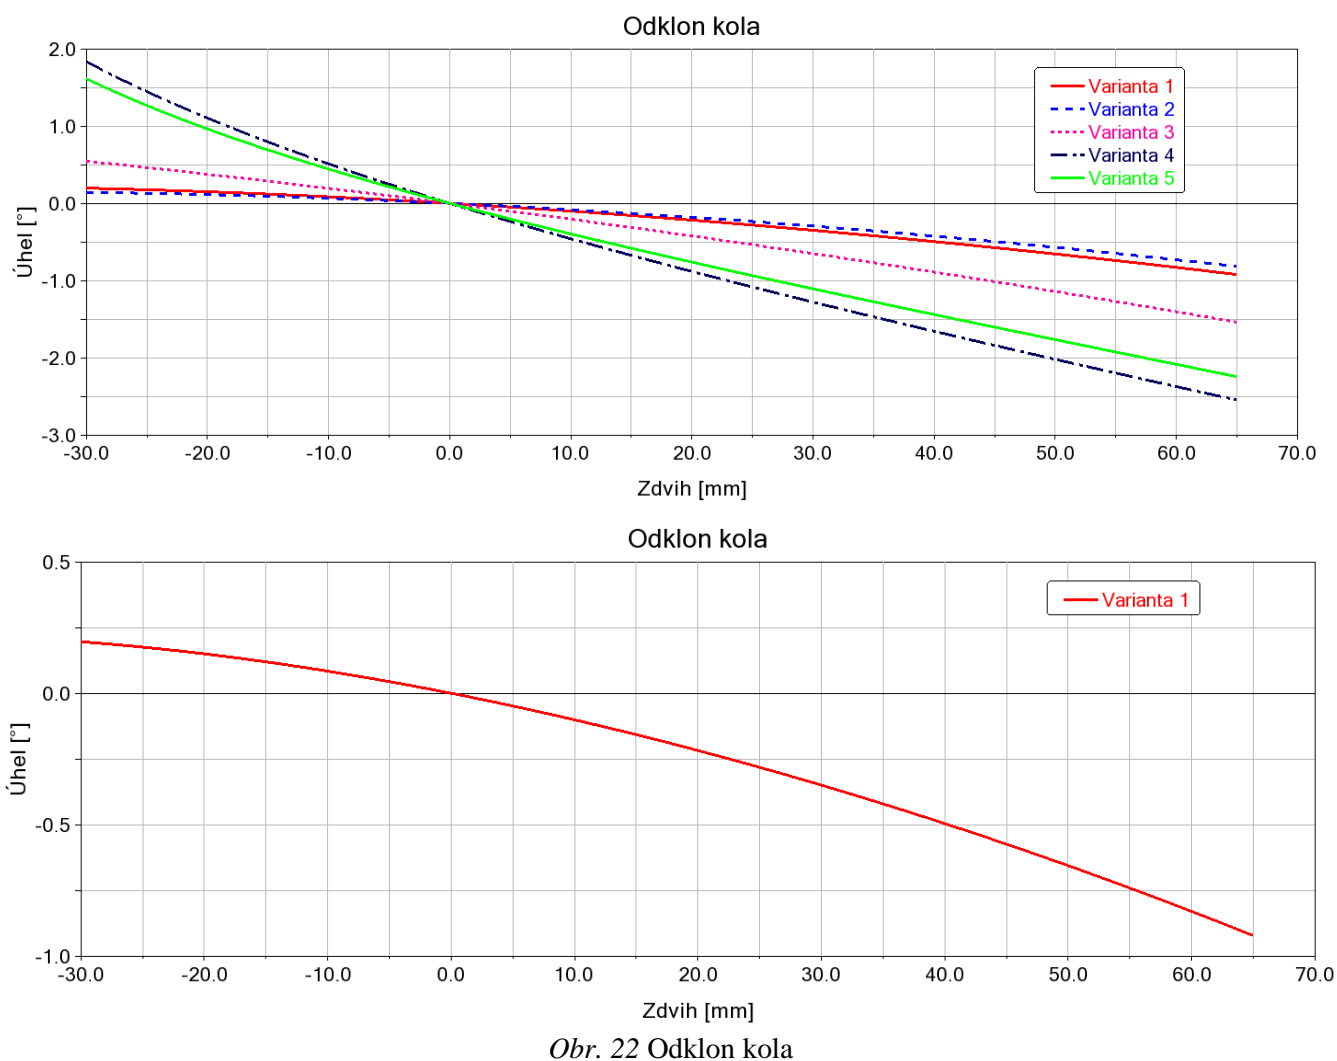 Odklon kola
2.0
1.0
0.0
-1.0
-2.0
-3.0
Úhel [°]
Varianta 1
Varianta 2
Varianta 3
Varianta 4
Varianta 5
-30.0 -20.0 -10.0 0.0 10.0 20.0 30.0 40.0 50.0 60.0 70.0
Zdvih [mm]
Odklon kola
0.5
0.0
-0.5
-1.0
Úhel [°]
Varianta 1
-30.0 -20.0 -10.0 0.0 10.0 20.0 30.0 40.0 50.0 60.0 70.0
Zdvih [mm]
Obr. 22 Odklon kola